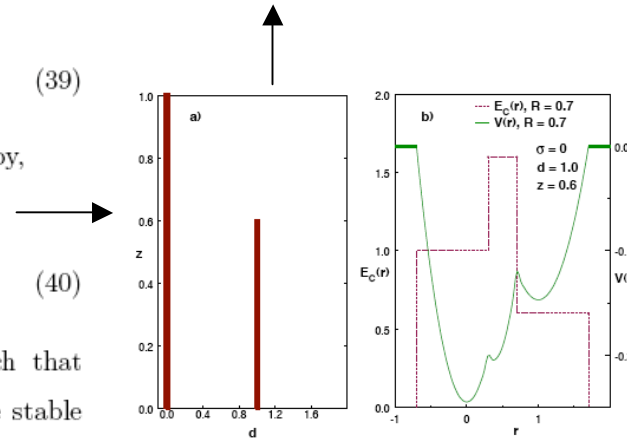 (39)
by,
(40)
ch that
e stable
a)
1.0
0.8
0.6
0.4
0.2
0.0
z
0.0 0.4 0.8 1.2 1.6
d
b)
E_C(r), R = 0.7
V(r), R = 0.7
σ = 0
d = 1.0
z = 0.6
2.0
1.5
1.0
0.5
0.0
E_C(r)
-1 0 1
r
0.0
-0.
-0.
V(